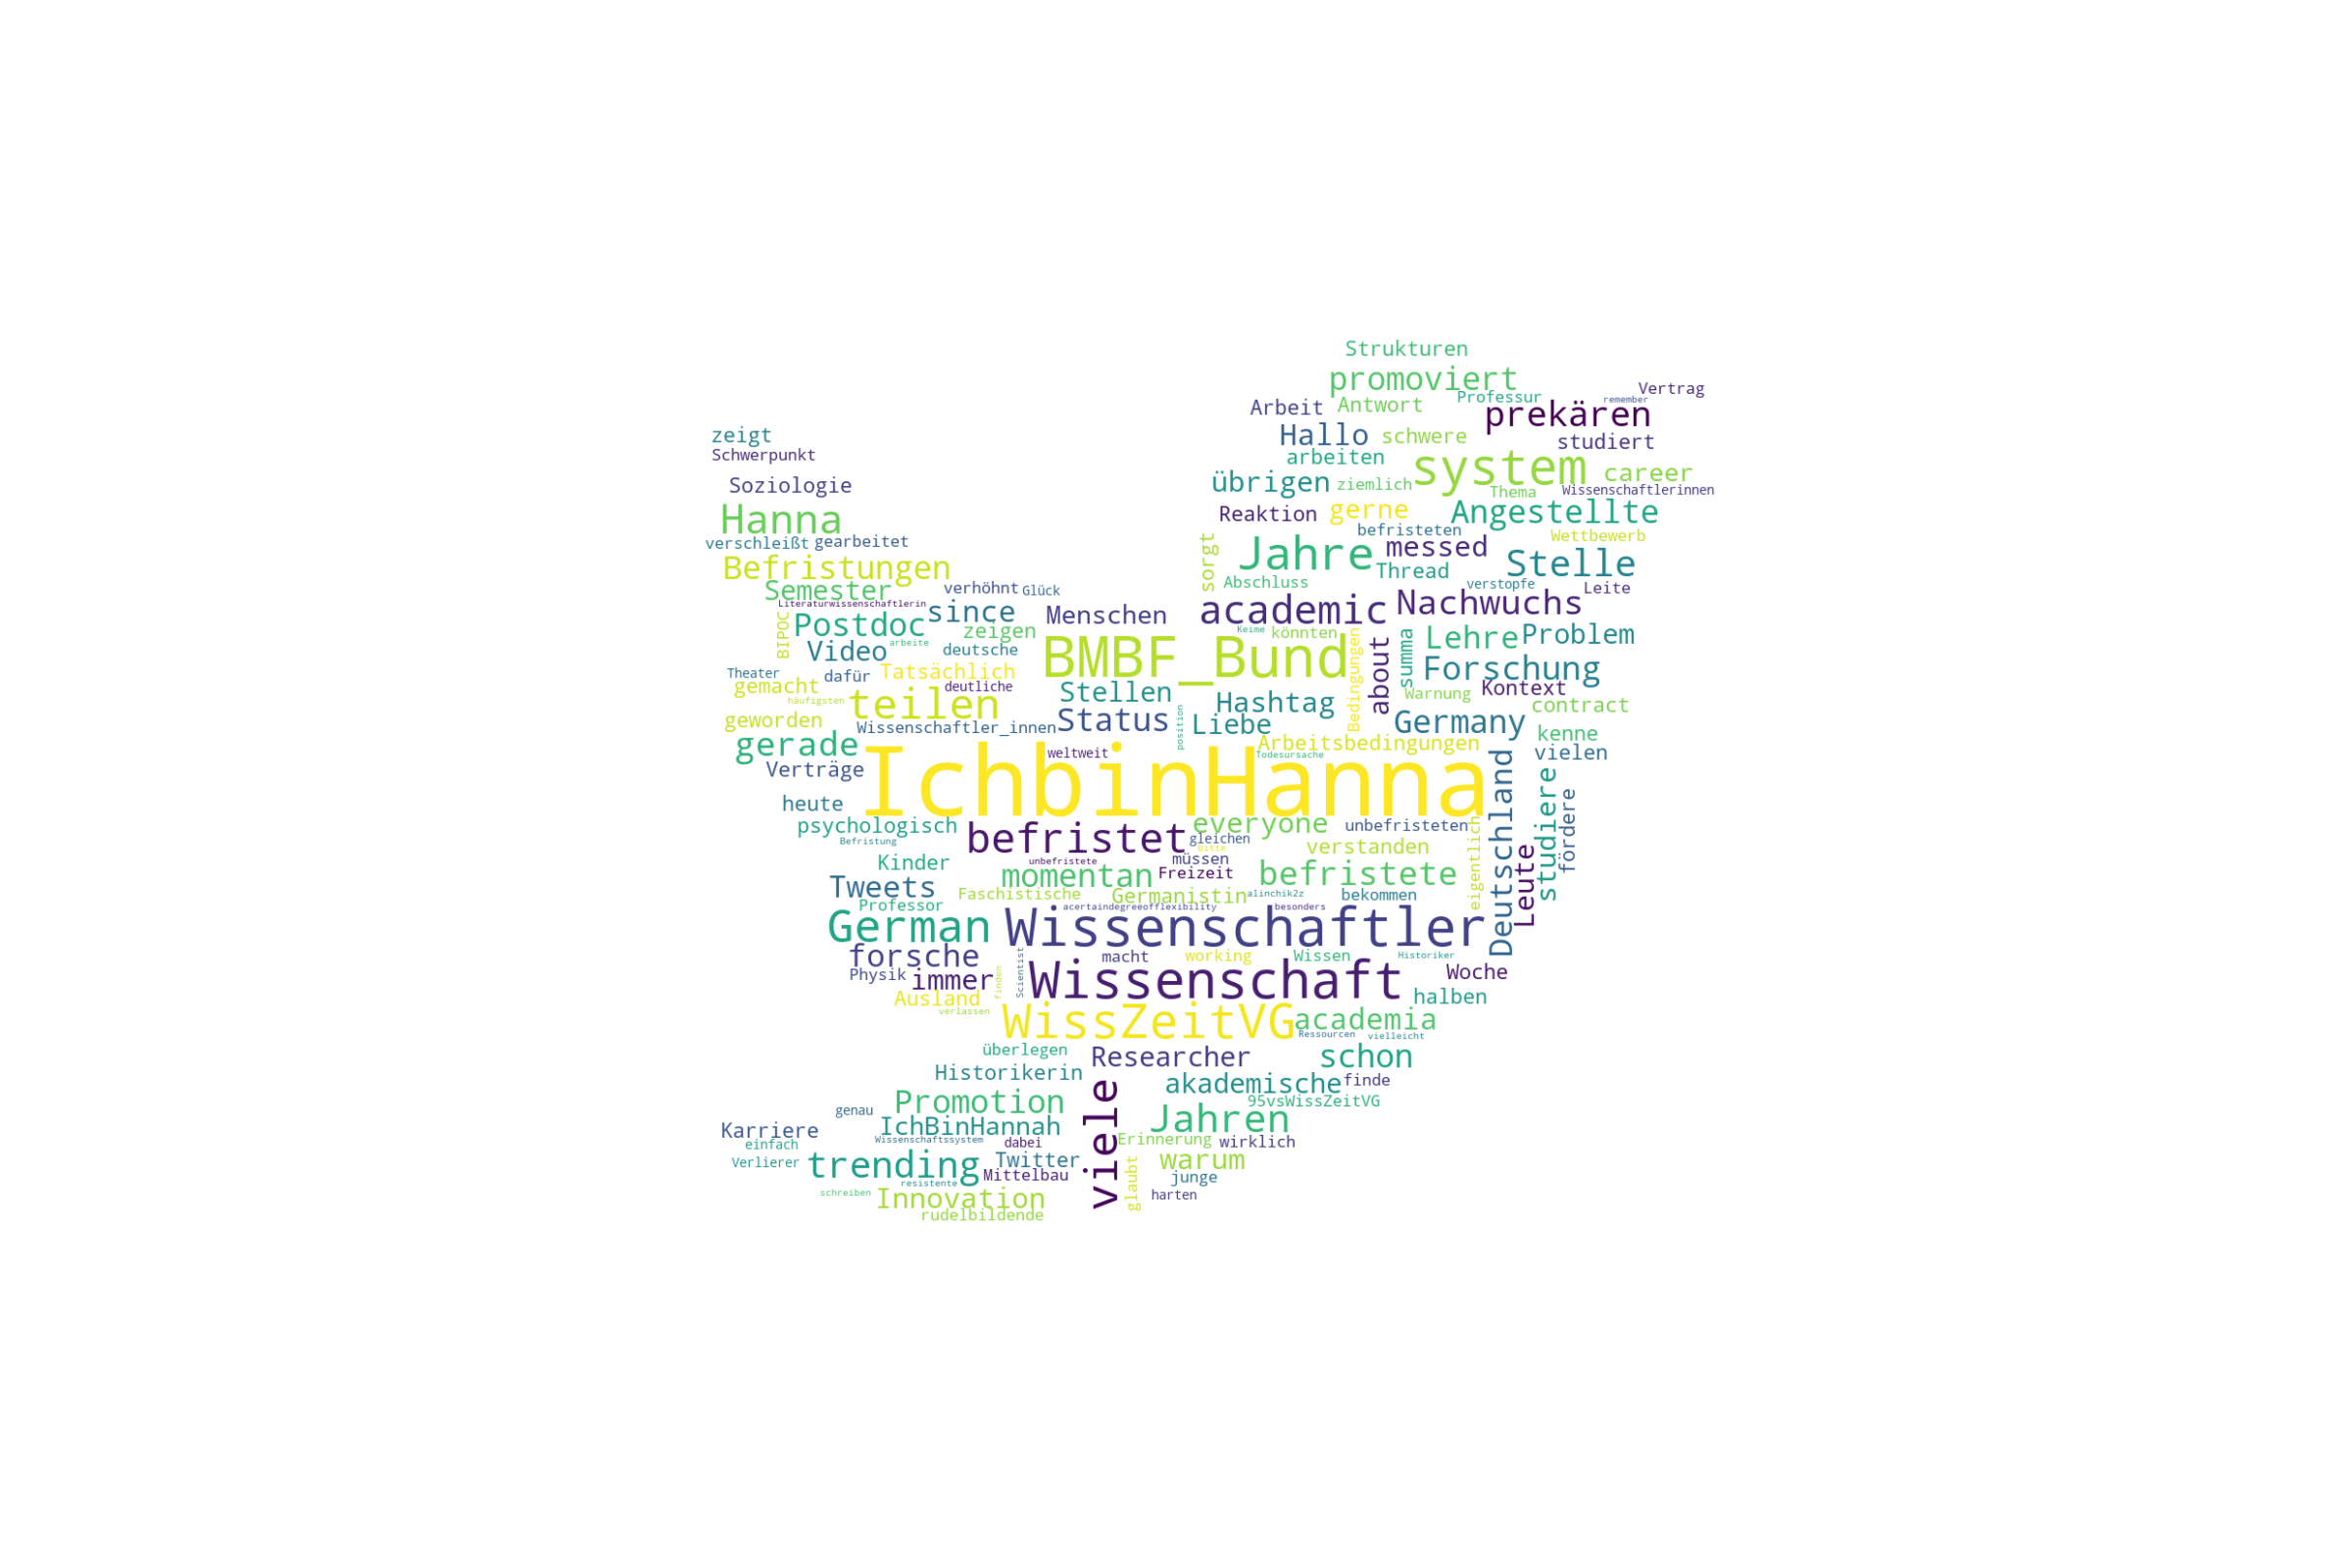 Strukturen
promoviert
Vertrag
Professur
remember
Arbeit
Antwort
prekären
zeigt
Hallo
schwere
studiert
Schwerpunkt
arbeiten
system
career
Soziologie
übrigen
ziemlich
Thema
Wissenschaftlerinnen
Hanna
Reaktion
gerne
Angestellte
verschleißt
gearbeitet
befristeten
Wettbewerb
sorgt
Jahre
messed
Stelle
Befristungen
Thread
Semester
verhöhnt
Glück
Abschluss
verstopfe
Leite
Literaturwissenschaftlerin
since
Menschen
academic
Nachwuchs
BIPOC
Postdoc
zeigen
Keime
könnten
Lehre
Problem
arbeite
Video
deutsche
BMBF_Bund
Bedingungen
about
summa
Forschung
Theater
dafür
Tatsächlich
gemacht
deutliche
Stellen
Warnung
Kontext
häufigsten
teilen
Hashtag
contract
geworden
Wissenschaftler_innen
Status
position
Liebe
Germany
kenne
gerade
weltweit
Arbeitsbedingungen
Todesursache
vielen
Verträge
IchbinHanna
Deutschland
studiere
fördere
heute
psychologisch
befristet
everyone
unbefristeten
Befristung
gleichen
bitte
verstanden
eigentlich
Leute
Kinder
unbefristete
müssen
momentan
Freizeit
befristete
Tweets
Faschistische
Germanistin
alinchik2z
bekommen
Professor
acertaindegreeofflexibility
besonders
German
Wissenschaftler
forsche
macht
working
Wissen
Historiker
Physik
immer
finden
Scientist
Wissenschaft
Woche
Ausland
halben
verlassen
WissZeitVG
academia
Ressourcen
vielleicht
überlegen
Researcher
schon
Historikerin
akademische
finde
Promotion
viele
95vsWissZeitVG
genau
Jahren
Karriere
IchBinHannah
einfach
Wissenschaftssystem
dabei
Erinnerung
wirklich
Verlierer
trending
Twitter
warum
Mittelbau
glaubt
junge
schreiben
resistente
Innovation
harten
rudelbildende